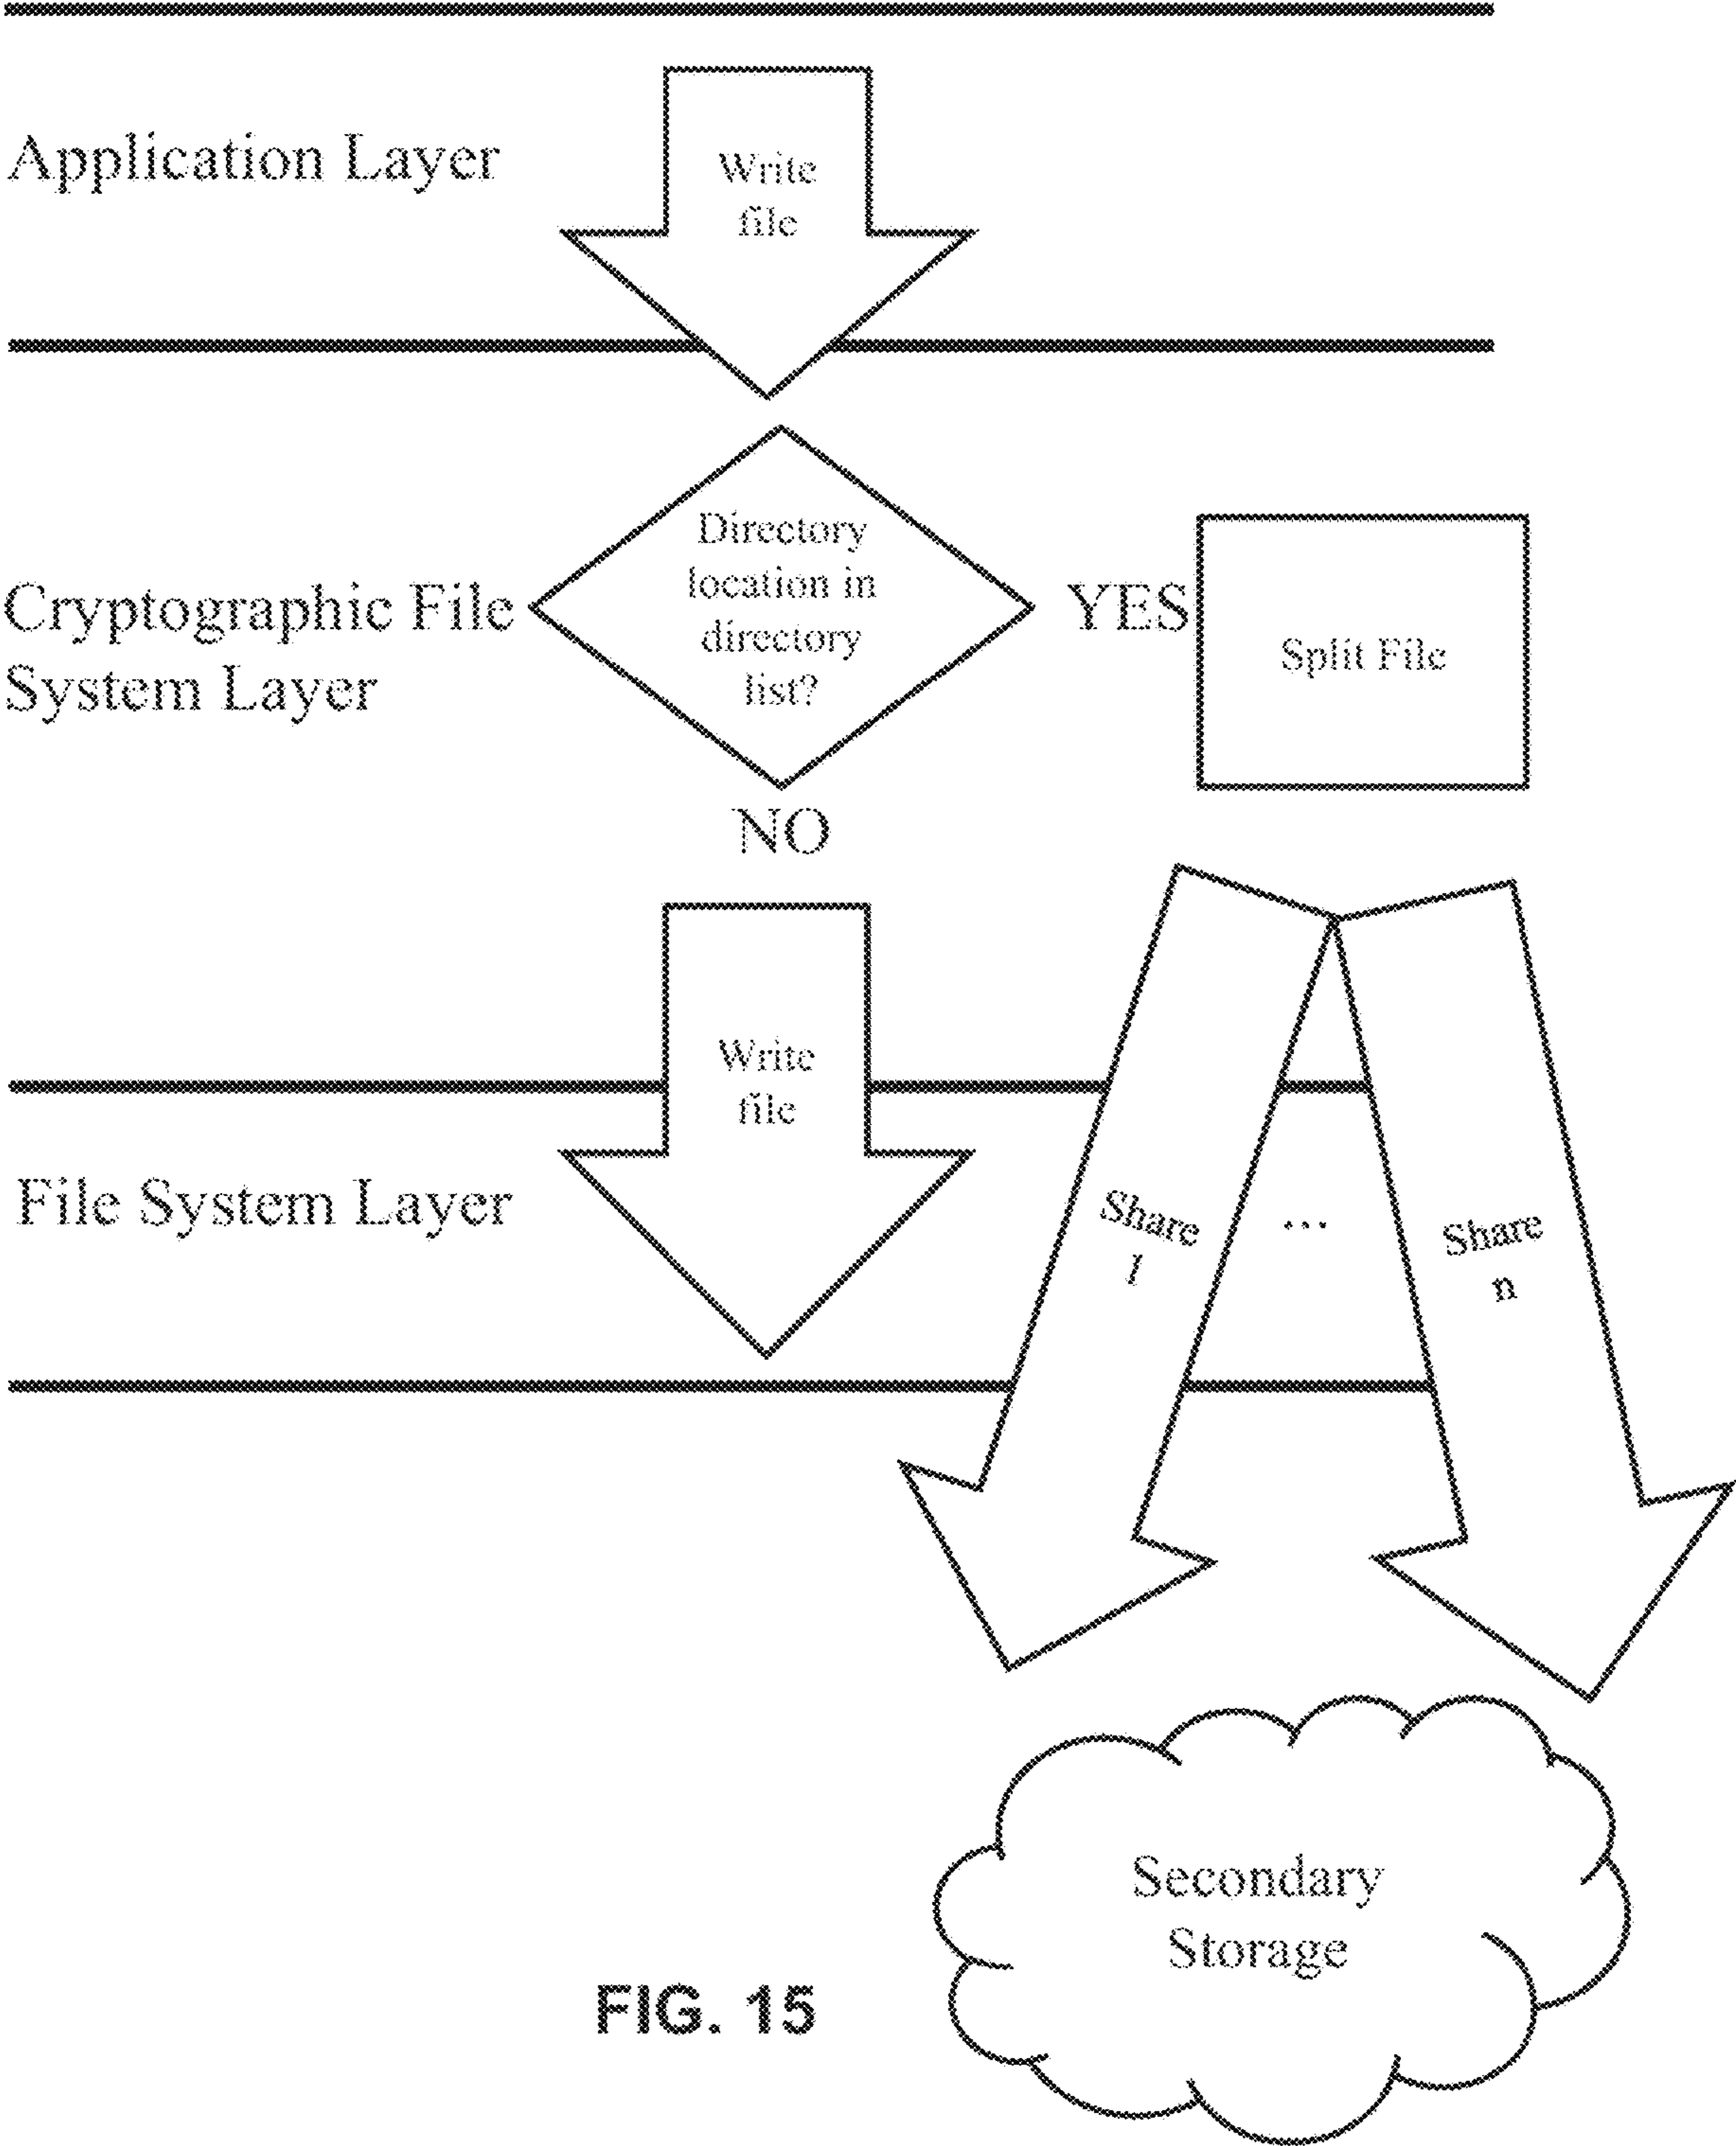 Application Layer
Write
file
Cryptographic File
System Layer
Directory
location in
directory
list?
YES
Split File
NO
Write
file
File System Layer
Share
1
...
Share
n
Secondary
Storage
FIG. 15